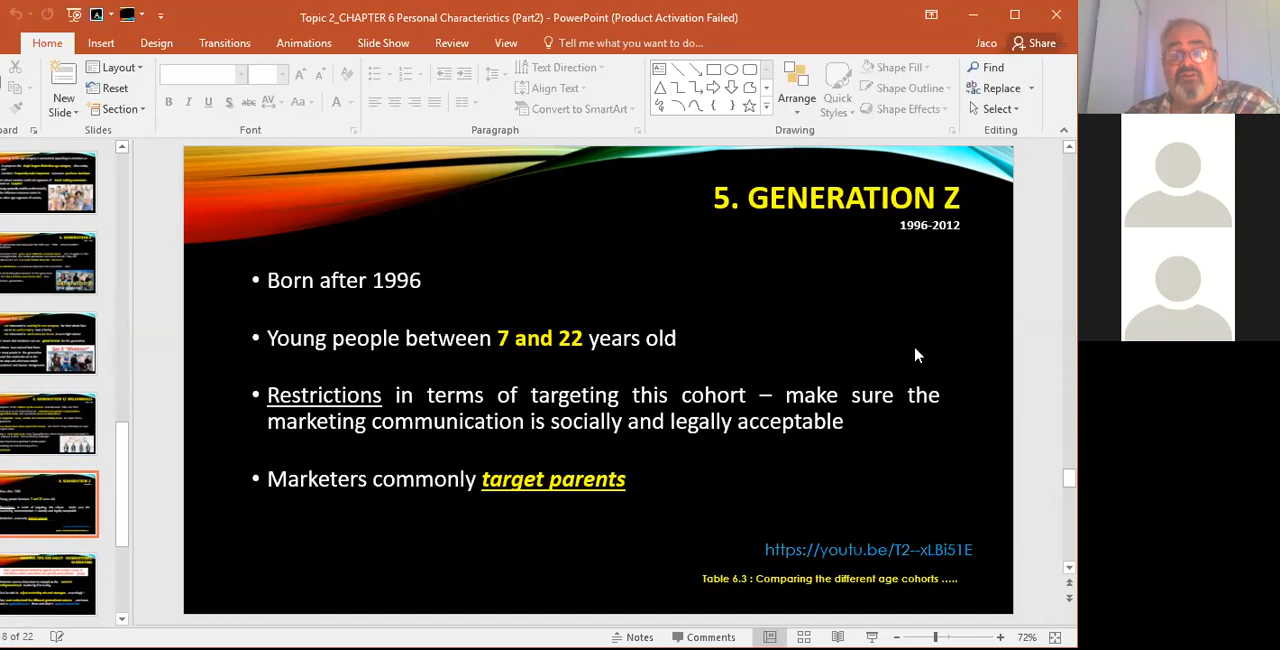 Topic 2_CHAPTER 6 Personal Characteristics (Part2) - PowerPoint (Product Activation Failed)
Home Insert Design Transitions Animations Slide Show Review View Tell me what you want to do... Jaco Share
New
Slide
Layout
Reset
Section
Text Direction
Align Text
Convert to SmartArt
Arrange
Quick
Styles
Shape Fill
Shape Outline
Shape Effects
Find
Replace
Select
Slides Font Paragraph Drawing Editing
5. GENERATION Z
1996-2012
• Born after 1996
• Young people between 7 and 22 years old
• Restrictions in terms of targeting this cohort – make sure the
communication is socially and legally acceptable
• Marketers commonly target parents
https://youtu.be/T2--xLBi51E
Table 6.3 : Comparing the different age cohorts .....
8 of 22 Notes Comments 72%